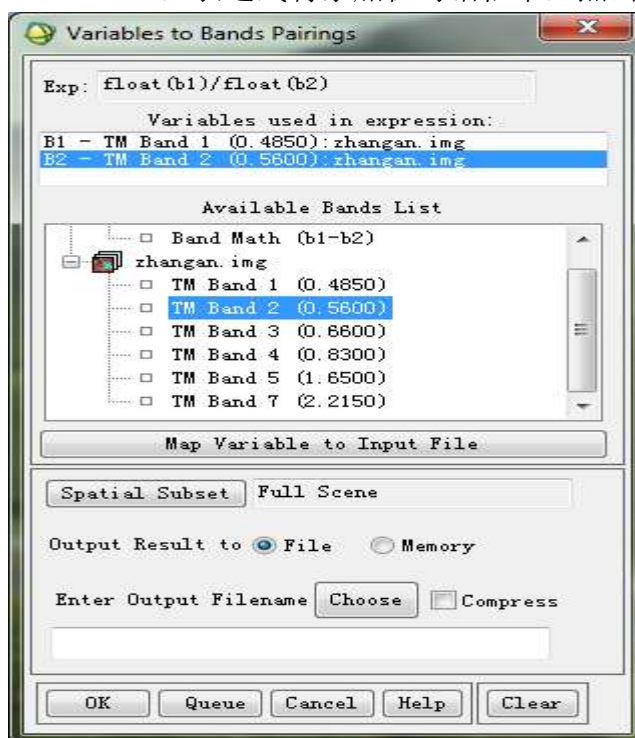 Variables to Bands Pairings
Exp: float(b1)/float(b2)
Variables used in expression:
B1 - TM Band 1 (0.4850):zhangan.img
B2 - TM Band 2 (0.5600):zhangan.img
Available Bands List
Band Math (b1-b2)
zhangan.img
TM Band 1 (0.4850)
TM Band 2 (0.5600)
TM Band 3 (0.6600)
TM Band 4 (0.8300)
TM Band 5 (1.6500)
TM Band 7 (2.2150)
Map Variable to Input File
Spatial Subset Full Scene
Output Result to File Memory
Enter Output Filename Choose Compress
OK Queue Cancel Help Clear